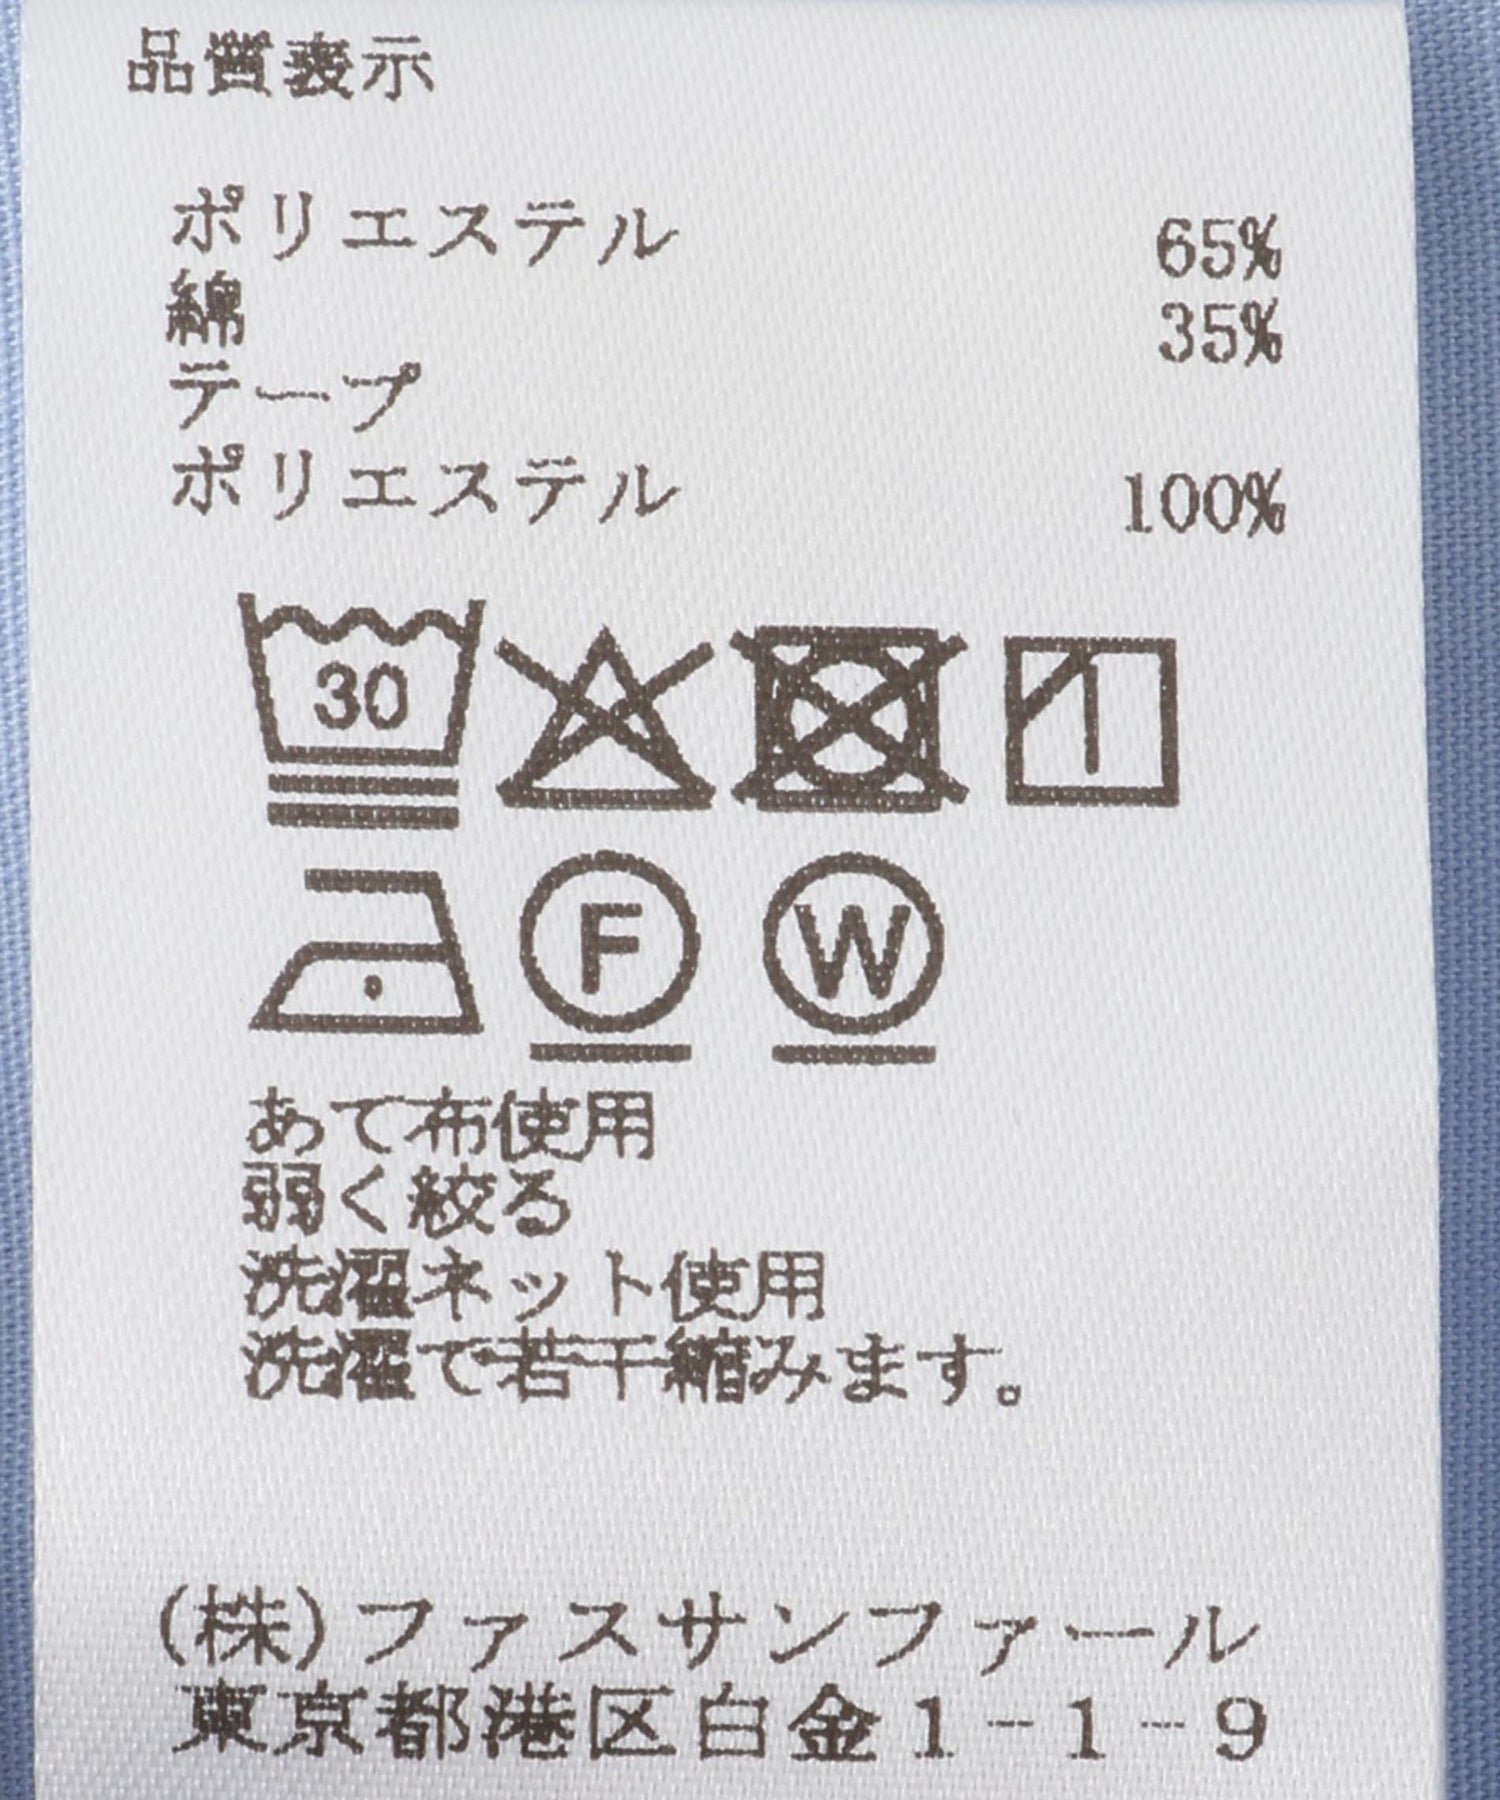 品質表示
ポリエステル 65%
綿 35%
テープ
ポリエステル 100%
30
F W
あて布使用
弱く絞る
洗濯ネット使用
洗濯で若干縮みます。
(株)ファスサンファール
東京都港区白金1-1-9